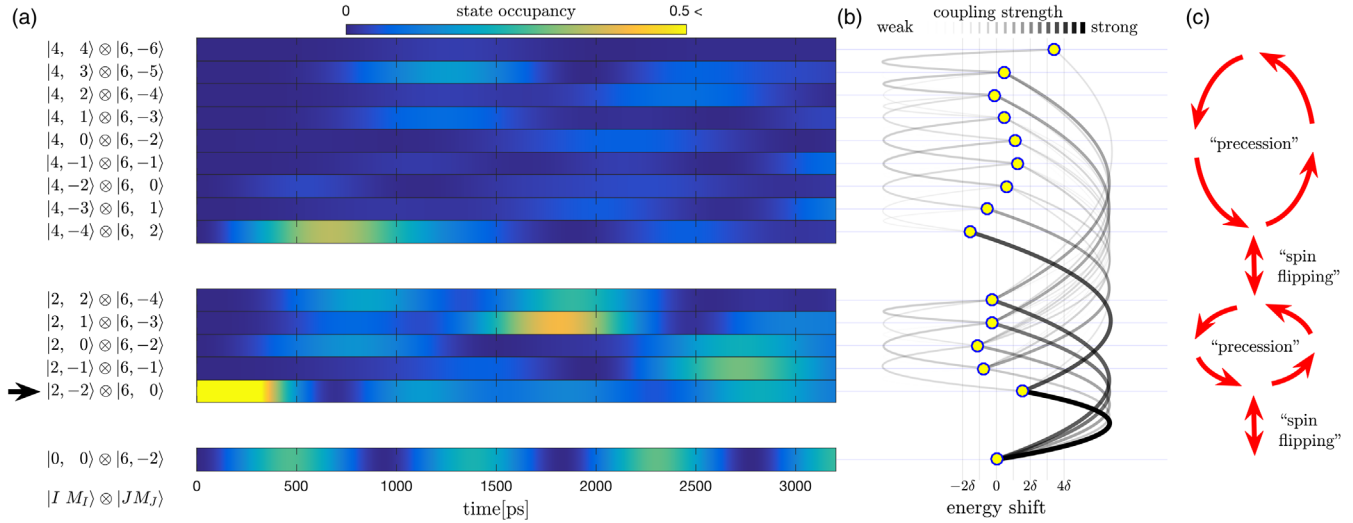 (a)
0 state occupancy 0.5 <
|4, 4⟩ ⊗ |6, −6⟩
|4, 3⟩ ⊗ |6, −5⟩
|4, 2⟩ ⊗ |6, −4⟩
|4, 1⟩ ⊗ |6, −3⟩
|4, 0⟩ ⊗ |6, −2⟩
|4, −1⟩ ⊗ |6, −1⟩
|4, −2⟩ ⊗ |6, 0⟩
|4, −3⟩ ⊗ |6, 1⟩
|4, −4⟩ ⊗ |6, 2⟩
|2, 2⟩ ⊗ |6, −4⟩
|2, 1⟩ ⊗ |6, −3⟩
|2, 0⟩ ⊗ |6, −2⟩
|2, −1⟩ ⊗ |6, −1⟩
|2, −2⟩ ⊗ |6, 0⟩
|0, 0⟩ ⊗ |6, −2⟩
|I M_I⟩ ⊗ |J M_J⟩
0 500 1000 1500 2000 2500 3000
time[ps]
(b)
coupling strength
weak strong
−2δ 0 2δ 4δ
energy shift
(c)
“precession”
“spin
flipping”
“precession”
“spin
flipping”